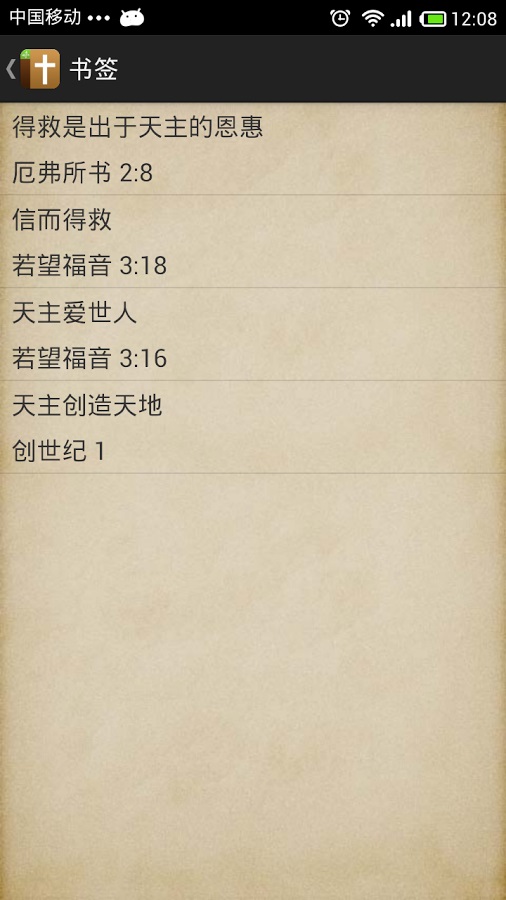 中国移动 ••• 12:08
书签
得救是出于天主的恩惠
厄弗所书 2:8
信而得救
若望福音 3:18
天主爱世人
若望福音 3:16
天主创造天地
创世纪 1